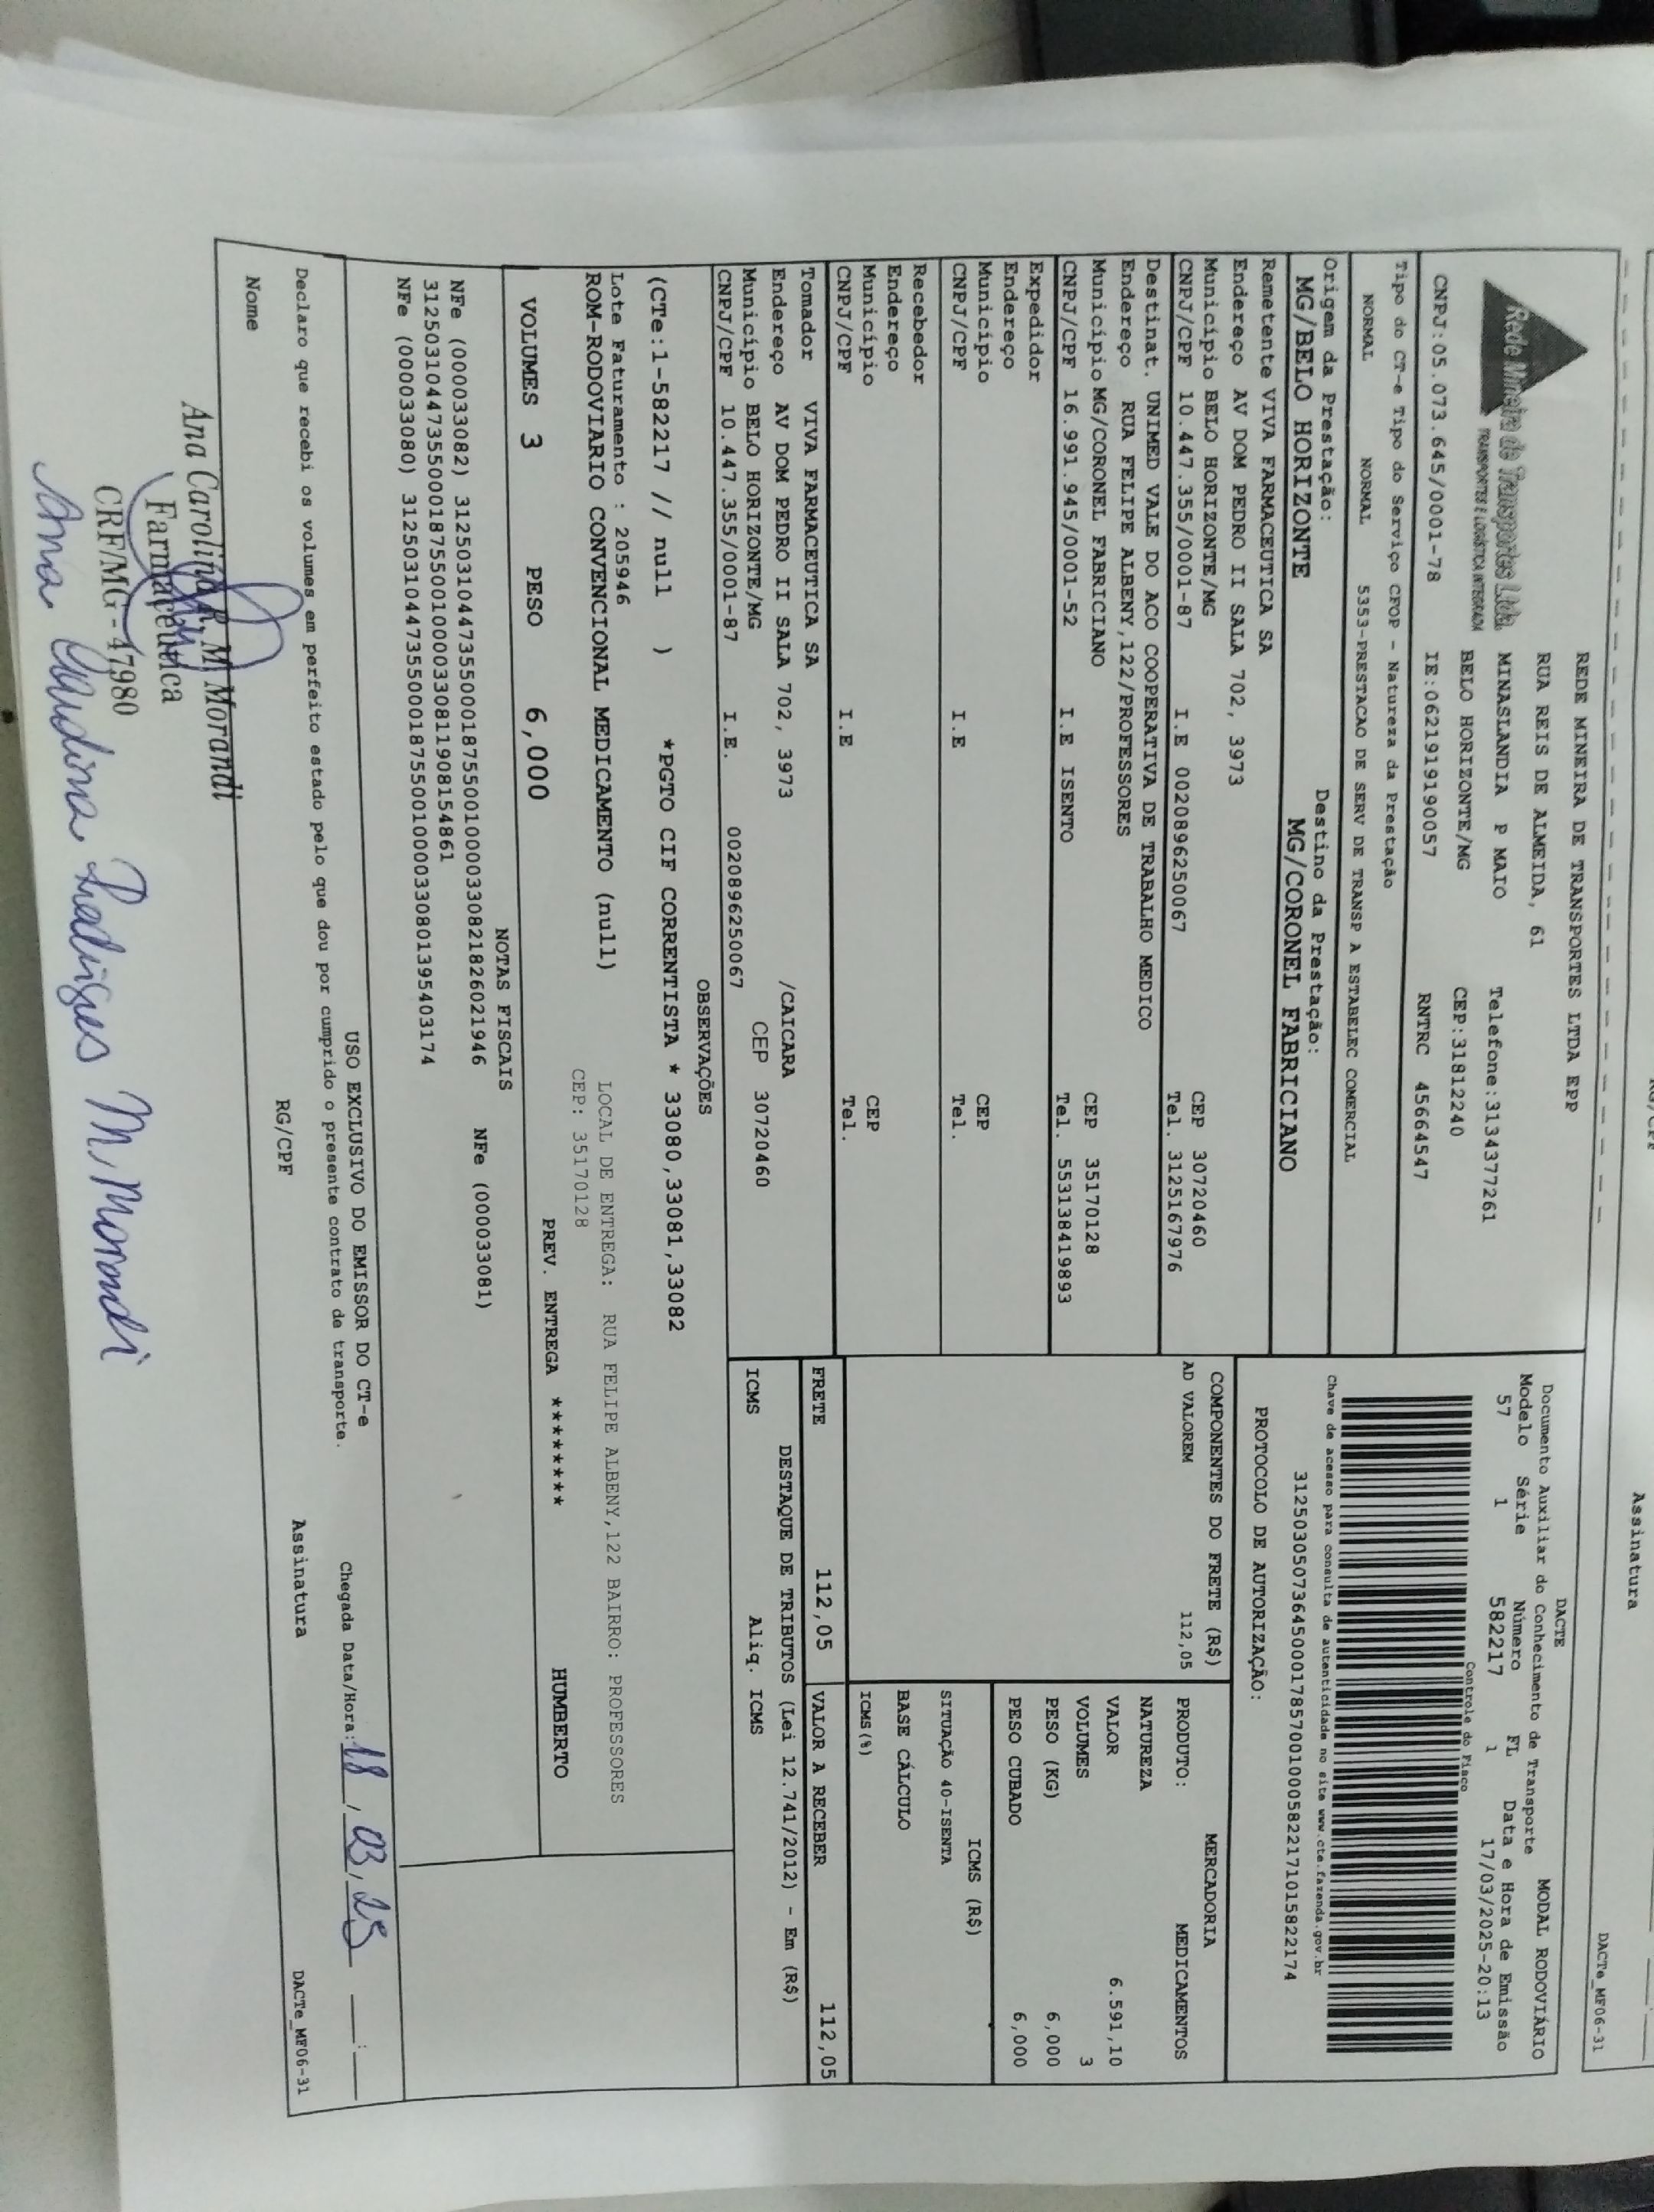 RG/CPF
Assinatura
DACTe_MF06-31
Rede Mineira de Transportes Ltda.
TRANSPORTES E LOGÍSTICA INTEGRADA
REDE MINEIRA DE TRANSPORTES LTDA EPP
RUA REIS DE ALMEIDA, 61
MINASLANDIA P MAIO Telefone:3134377261
BELO HORIZONTE/MG CEP:31812240
CNPJ:05.073.645/0001-78 IE:0621919190057 RNTRC 45664547
Tipo do CT-e Tipo do Serviço CFOP - Natureza da Prestação
NORMAL NORMAL 5353-PRESTACAO DE SERV DE TRANSP A ESTABELEC COMERCIAL
Origem da Prestação: Destino da Prestação:
MG/BELO HORIZONTE MG/CORONEL FABRICIANO
DACTE MODAL RODOVIÁRIO
Documento Auxiliar do Conhecimento de Transporte
Modelo Série Número FL Data e Hora de Emissão
57 1 582217 1 17/03/2025-20:13
Controle do Fisco
Chave de acesso para consulta de autenticidade no site www.cte.fazenda.gov.br
31250305073645000178570010005822171015822174
PROTOCOLO DE AUTORIZAÇÃO:
Remetente VIVA FARMACEUTICA SA
Endereço AV DOM PEDRO II SALA 702, 3973
Município BELO HORIZONTE/MG CEP 30720460
CNPJ/CPF 10.447.355/0001-87 I.E 0020896250067 Tel. 3125167976
Destinat. UNIMED VALE DO ACO COOPERATIVA DE TRABALHO MEDICO
Endereço RUA FELIPE ALBENY,122/PROFESSORES
Município MG/CORONEL FABRICIANO CEP 35170128
CNPJ/CPF 16.991.945/0001-52 I.E ISENTO Tel. 553138419893
Expedidor
Endereço
Município CEP
CNPJ/CPF I.E Tel.
Recebedor
Endereço
Município CEP
CNPJ/CPF I.E Tel.
Tomador VIVA FARMACEUTICA SA
Endereço AV DOM PEDRO II SALA 702, 3973 /CAICARA
Município BELO HORIZONTE/MG CEP 30720460
CNPJ/CPF 10.447.355/0001-87 I.E. 0020896250067
COMPONENTES DO FRETE (R$)
AD VALOREM 112,05
MERCADORIA
PRODUTO: MEDICAMENTOS
NATUREZA
VALOR 6.591,10
VOLUMES 3
PESO (KG) 6,000
PESO CUBADO 6,000
ICMS (R$)
SITUAÇÃO 40-ISENTA
BASE CÁLCULO
ICMS(%)
FRETE 112,05 VALOR A RECEBER 112,05
DESTAQUE DE TRIBUTOS (Lei 12.741/2012) - Em (R$)
ICMS Aliq. ICMS
OBSERVAÇÕES
(CTe:1-582217 // null ) *PGTO CIF CORRENTISTA * 33080,33081,33082
Lote Faturamento : 205946 LOCAL DE ENTREGA: RUA FELIPE ALBENY,122 BAIRRO: PROFESSORES
ROM-RODOVIARIO CONVENCIONAL MEDICAMENTO (null) CEP: 35170128
VOLUMES 3 PESO 6,000 PREV. ENTREGA ******** HUMBERTO
NOTAS FISCAIS
NFe (000033082) 31250310447355000187550010000330821826021946 NFe (000033081)
31250310447355000187550010000330811908154861
NFe (000033080) 31250310447355000187550010000330801395403174
USO EXCLUSIVO DO EMISSOR DO CT-e Chegada Data/Hora: 18 / 03 / 25 __:__
Declaro que recebi os volumes em perfeito estado pelo que dou por cumprido o presente contrato de transporte.
Nome RG/CPF Assinatura DACTe_MF06-31
Ana Carolina R. M Morandi
Farmacêutica
CRF/MG-47980
Ana Carolina Rodrigues M. Morandi